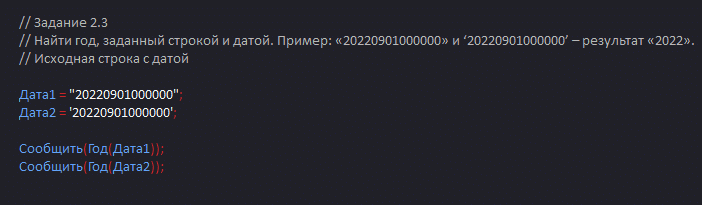 // Задание 2.3
// Найти год, заданный строкой и датой. Пример: «20220901000000» и ‘20220901000000’ – результат «2022».
// Исходная строка с датой
Дата1 = "20220901000000";
Дата2 = '20220901000000';
Сообщить(Год(Дата1));
Сообщить(Год(Дата2));